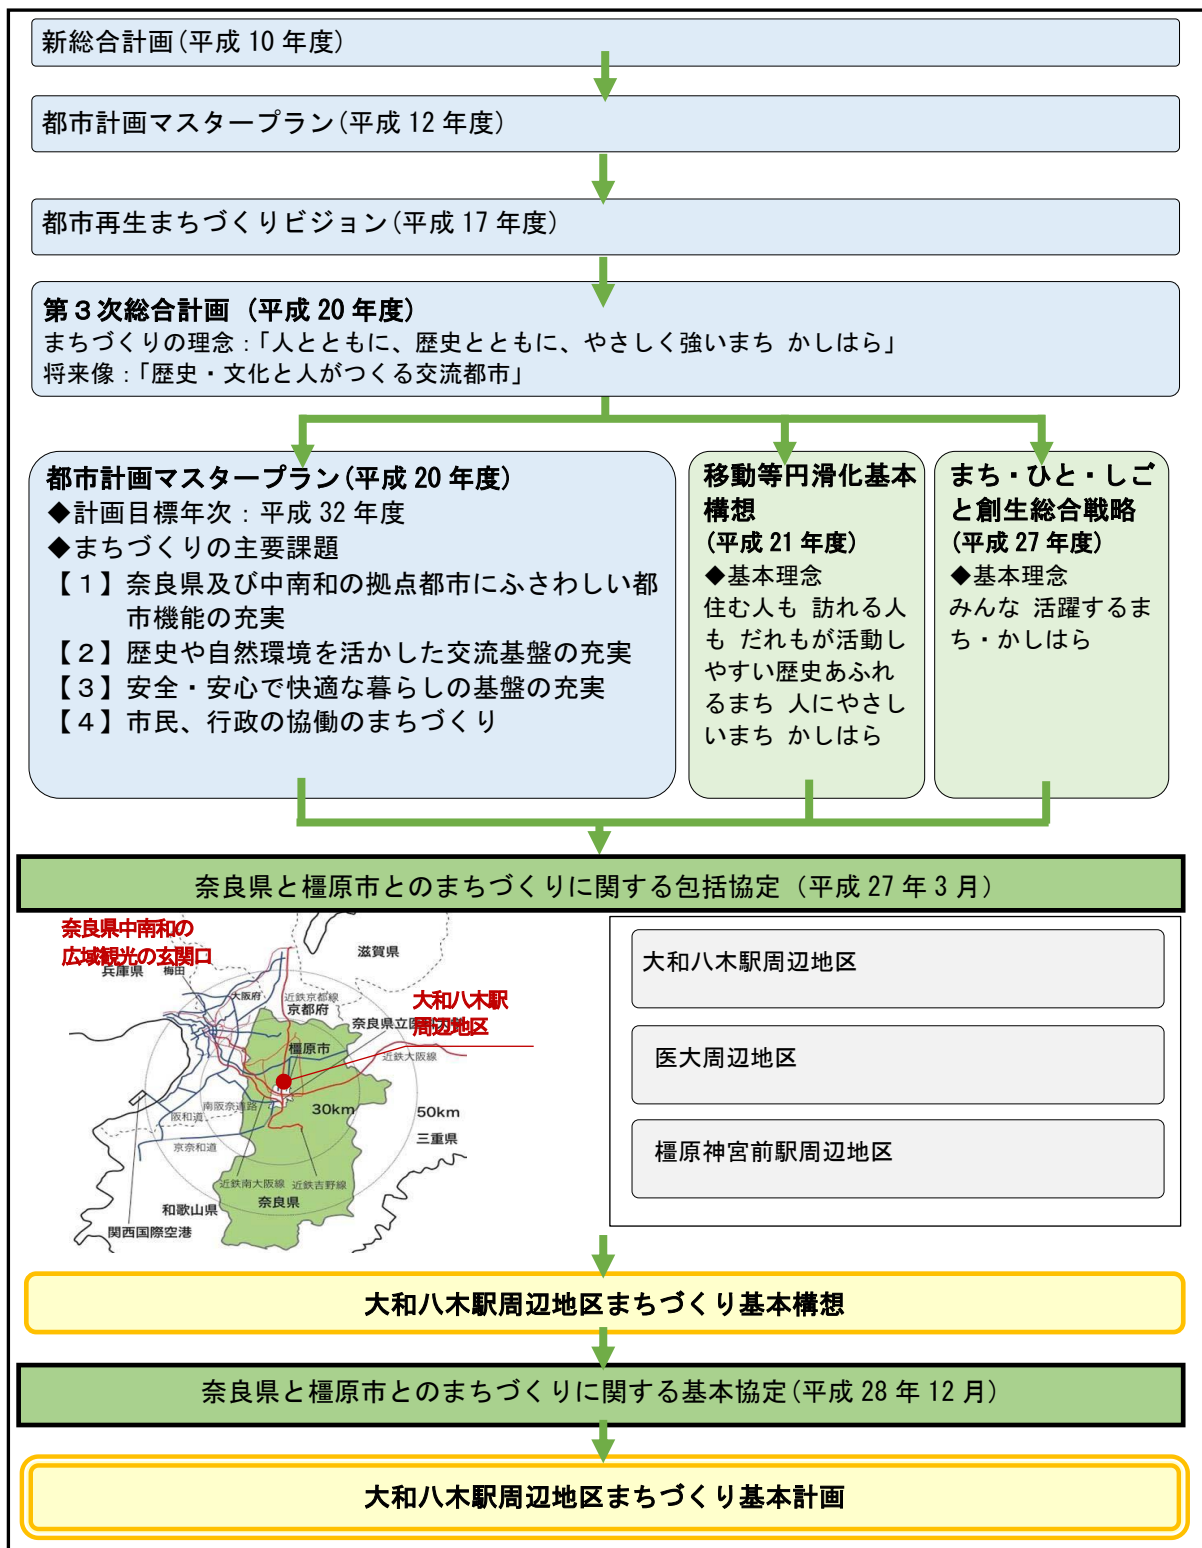 新総合計画(平成 10 年度)
都市計画マスタープラン(平成 12 年度)
都市再生まちづくりビジョン(平成 17 年度)
第３次総合計画 (平成 20 年度)
まちづくりの理念：「人とともに、歴史とともに、やさしく強いまち かしはら」
将来像：「歴史・文化と人がつくる交流都市」
都市計画マスタープラン(平成 20 年度)
◆計画目標年次：平成 32 年度
◆まちづくりの主要課題
【１】奈良県及び中南和の拠点都市にふさわしい都
市機能の充実
【２】歴史や自然環境を活かした交流基盤の充実
【３】安全・安心で快適な暮らしの基盤の充実
【４】市民、行政の協働のまちづくり
移動等円滑化基本
構想
(平成 21 年度)
◆基本理念
住む人も 訪れる人
も だれもが活動し
やすい歴史あふれ
るまち 人にやさし
いまち かしはら
まち・ひと・しご
と創生総合戦略
(平成 27 年度)
◆基本理念
みんな 活躍するま
ち・かしはら
奈良県と橿原市とのまちづくりに関する包括協定 (平成 27 年 3 月)
奈良県中南和の
広域観光の玄関口
兵庫県
梅田
滋賀県
大阪府
近鉄京都線
京都府
大和八木駅
周辺地区
奈良県立医
橿原市
近鉄大阪線
南阪奈道路
阪和道
30km
50km
三重県
京奈和道
近鉄南大阪線
近鉄吉野線
奈良県
和歌山県
関西国際空港
大和八木駅周辺地区
医大周辺地区
橿原神宮前駅周辺地区
大和八木駅周辺地区まちづくり基本構想
奈良県と橿原市とのまちづくりに関する基本協定(平成 28 年 12 月)
大和八木駅周辺地区まちづくり基本計画